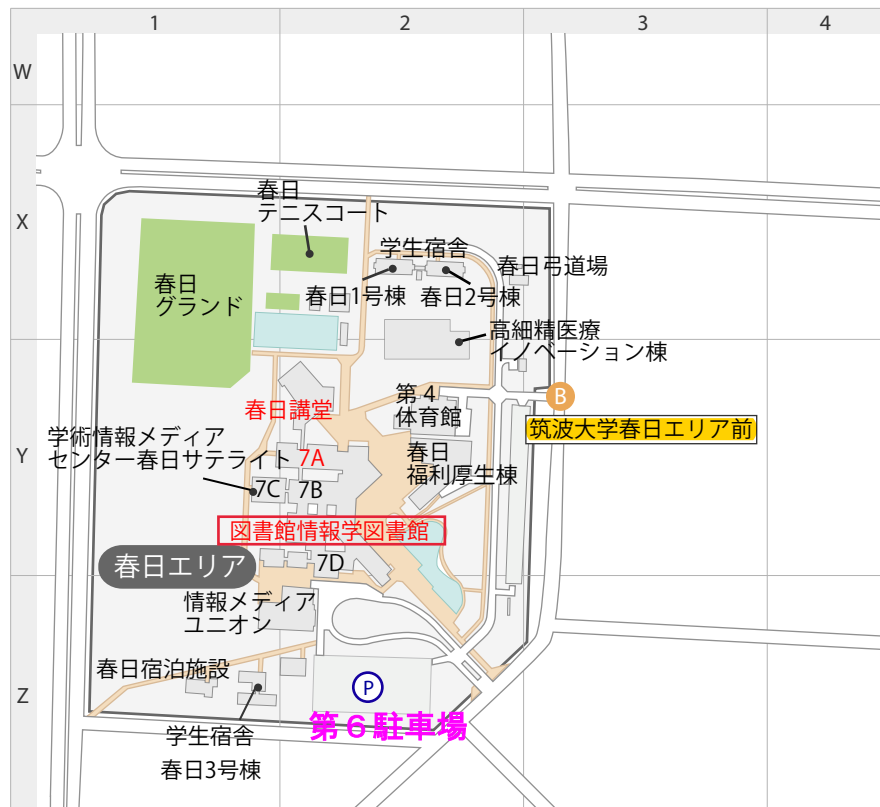 1
2
3
4
W
X
Y
Z
春日
テニスコート
学生宿舎
春日弓道場
春日
グランド
春日1号棟
春日2号棟
高細精医療
イノベーション棟
B
第４
体育館
春日講堂
筑波大学春日エリア前
学術情報メディア
センター春日サテライト
7A
春日
福利厚生棟
7C
7B
図書館情報学図書館
春日エリア
7D
情報メディア
ユニオン
春日宿泊施設
P
第６駐車場
学生宿舎
春日3号棟